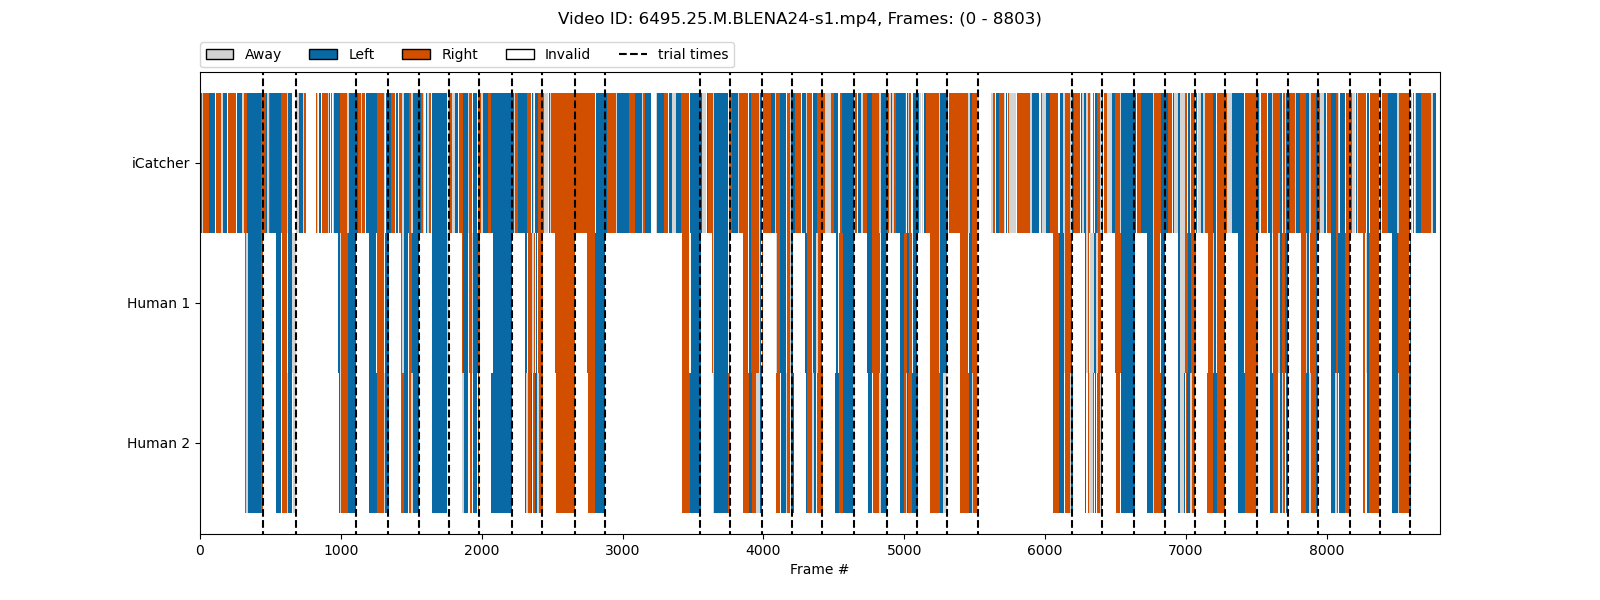 Video ID: 6495.25.M.BLENA24-s1.mp4, Frames: (0 - 8803)
Away Left Right Invalid trial times
iCatcher
Human 1
Human 2
0 1000 2000 3000 4000 5000 6000 7000 8000
Frame #